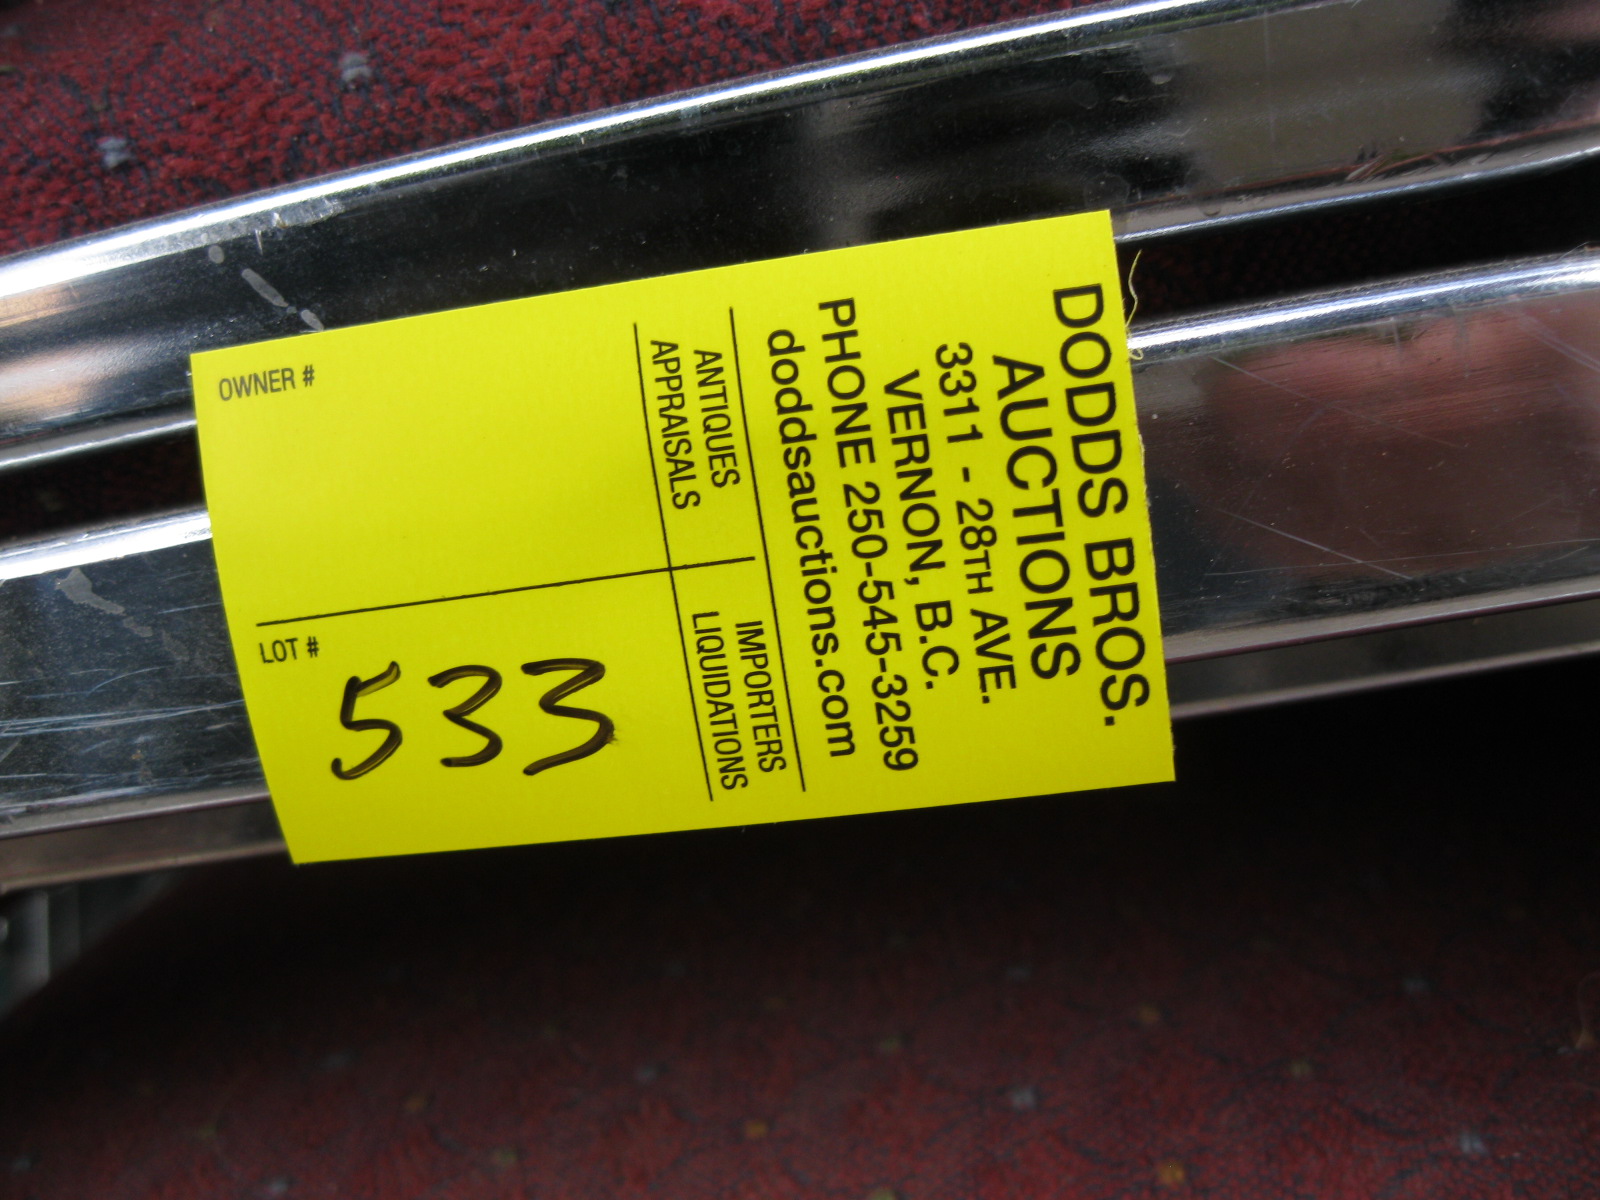 DODDS BROS.
AUCTIONS
3311 - 28TH AVE.
VERNON, B.C.
PHONE 250-545-3259
doddsauctions.com
ANTIQUES
APPRAISALS
IMPORTERS
LIQUIDATIONS
OWNER #
LOT #
533